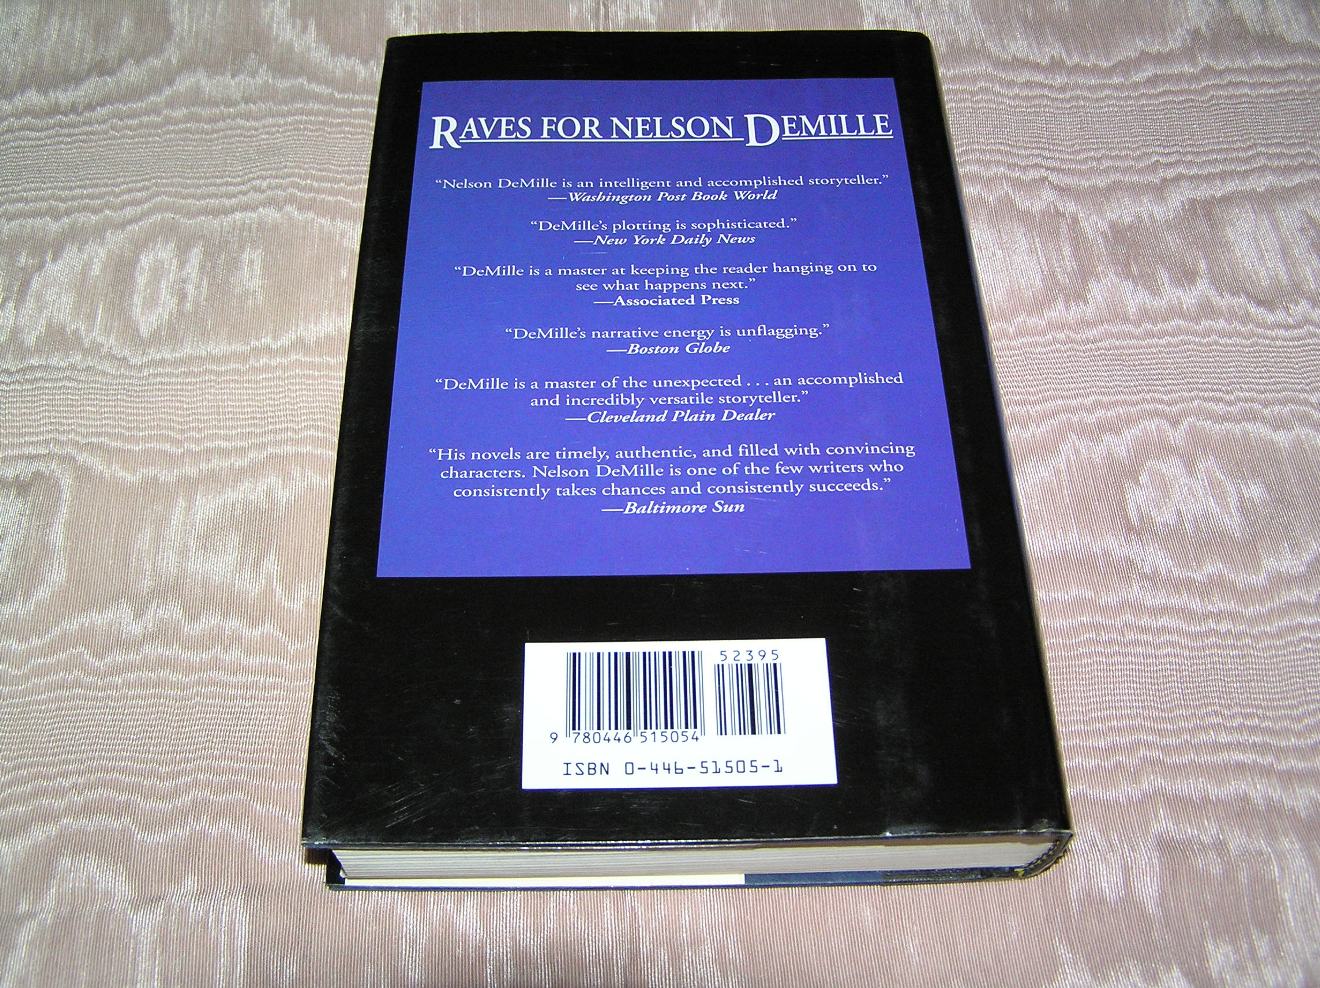 RAVES FOR NELSON DEMILLE
“Nelson DeMille is an intelligent and accomplished storyteller.”
—Washington Post Book World
“DeMille’s plotting is sophisticated.”
—New York Daily News
“DeMille is a master at keeping the reader hanging on to
see what happens next.”
—Associated Press
“DeMille’s narrative energy is unflagging.”
—Boston Globe
“DeMille is a master of the unexpected . . . an accomplished
and incredibly versatile storyteller.”
—Cleveland Plain Dealer
“His novels are timely, authentic, and filled with convincing
characters. Nelson DeMille is one of the few writers who
consistently takes chances and consistently succeeds.”
—Baltimore Sun
52395
9 780446 515054
ISBN 0-446-51505-1